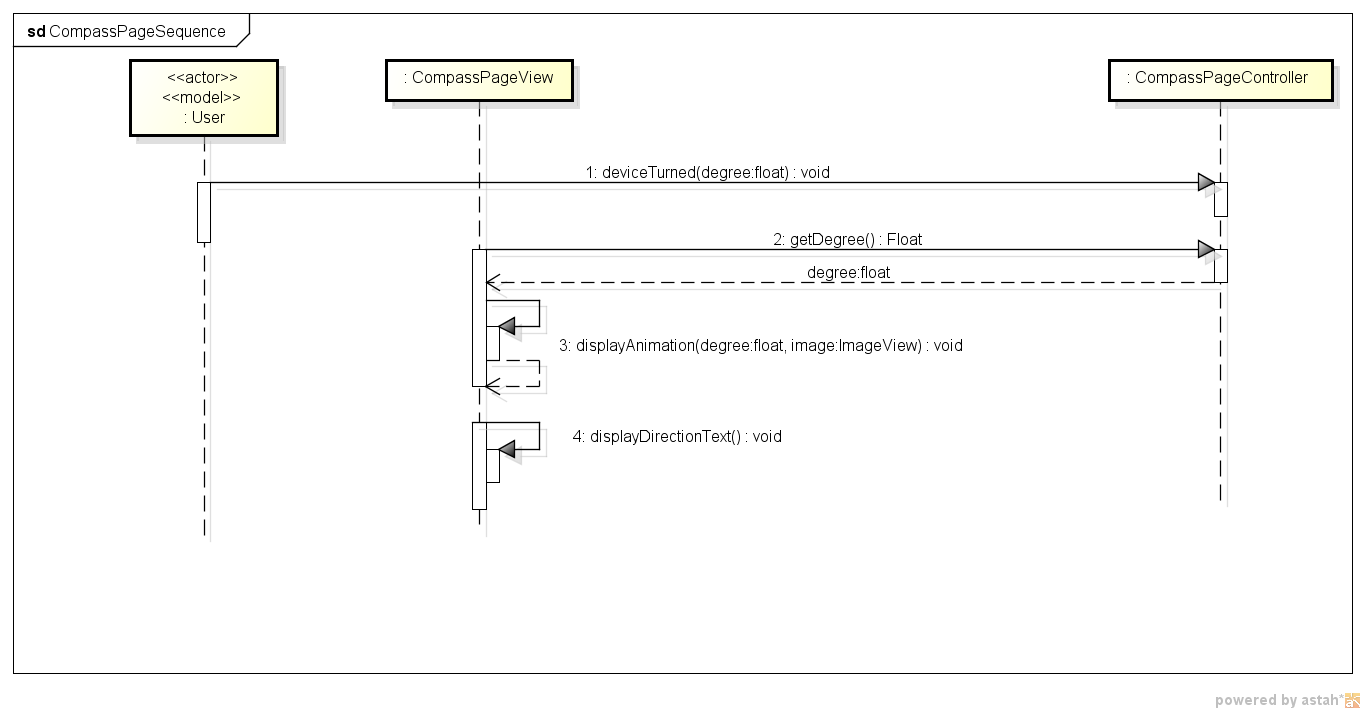 sd CompassPageSequence
<<actor>>
<<model>>
: User
: CompassPageView
: CompassPageController
1: deviceTurned(degree:float) : void
2: getDegree() : Float
degree:float
3: displayAnimation(degree:float, image:ImageView) : void
4: displayDirectionText() : void
powered by astah*